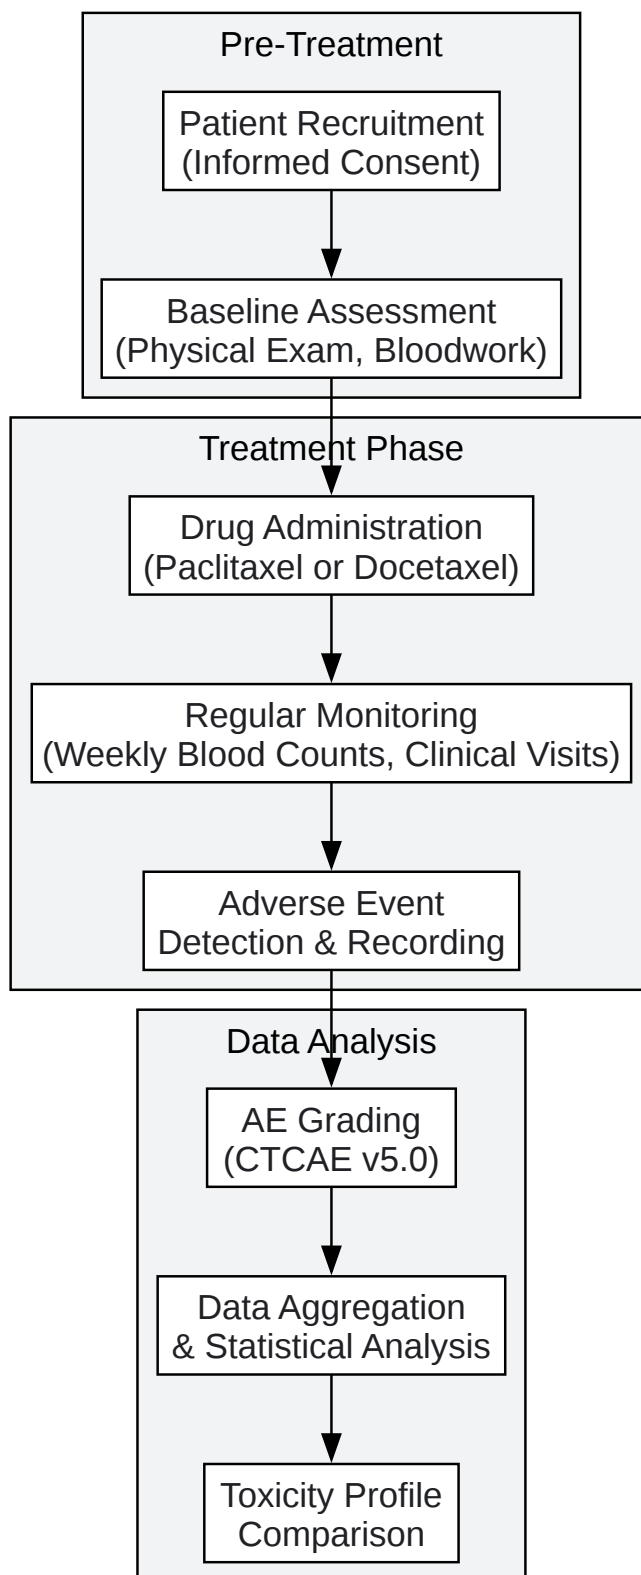 Pre-Treatment
Patient Recruitment
(Informed Consent)
Baseline Assessment
(Physical Exam, Bloodwork)
Treatment Phase
Drug Administration
(Paclitaxel or Docetaxel)
Regular Monitoring
(Weekly Blood Counts, Clinical Visits)
Adverse Event
Detection & Recording
Data Analysis
AE Grading
(CTCAE v5.0)
Data Aggregation
& Statistical Analysis
Toxicity Profile
Comparison